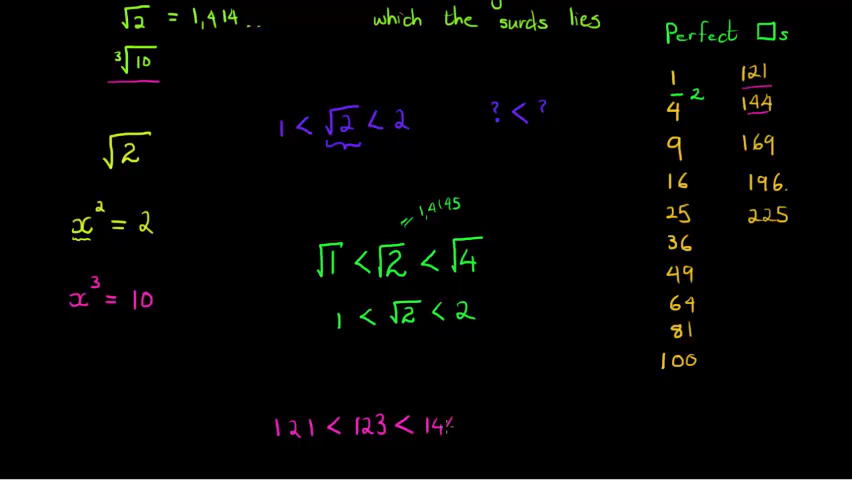 √2 = 1,414 ..
which the surds lies
∛10
Perfect □s
1
4
2
9
16
25
36
49
64
81
100
121
144
169
196.
225
1 < √2 < 2
? < ?
√2
x² = 2
x³ = 10
= 1,4145
√1 < √2 < √4
1 < √2 < 2
121 < 123 < 14